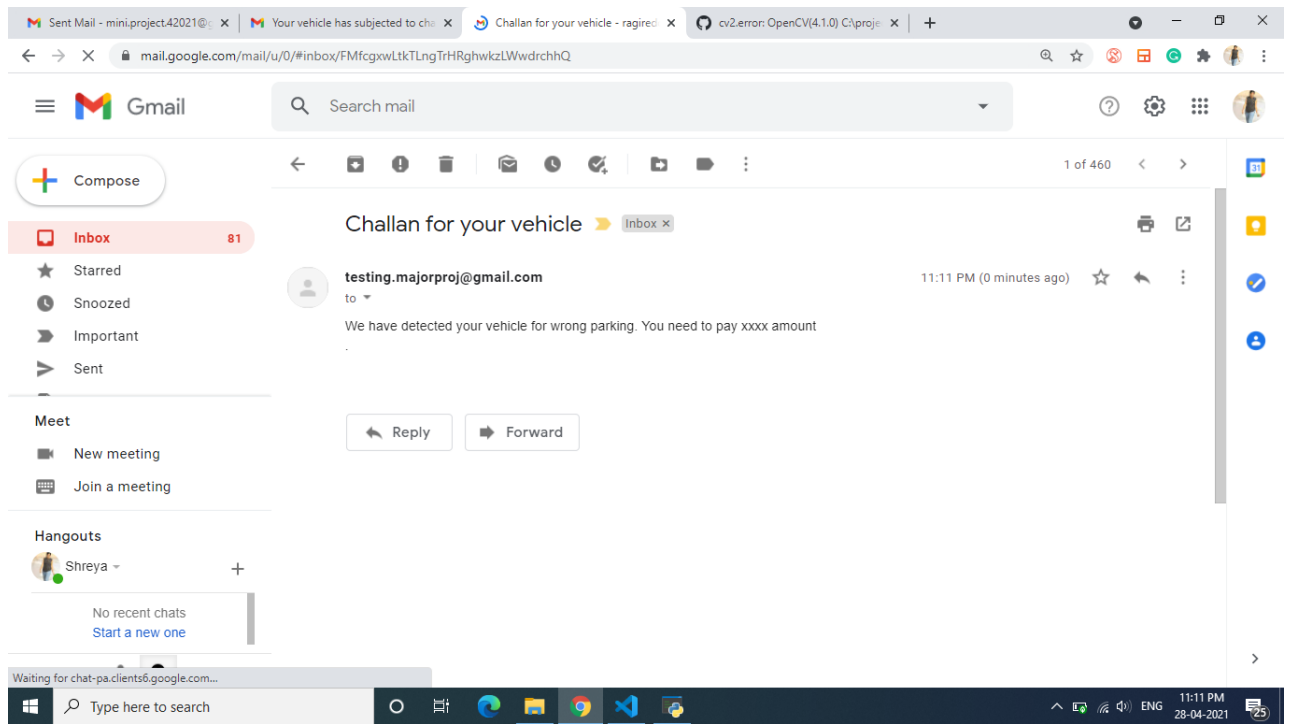 Sent Mail - mini.project.42021@g
Your vehicle has subjected to cha
Challan for your vehicle - ragired
cv2.error: OpenCV(4.1.0) C:\proje
mail.google.com/mail/u/0/#inbox/FMfcgxwLtkTLngTrHRghwkzLWwdrchhQ
Gmail
Search mail
Compose
1 of 460
31
Challan for your vehicle
Inbox ×
Inbox 81
Starred
Snoozed
Important
Sent
testing.majorproj@gmail.com
11:11 PM (0 minutes ago)
to
We have detected your vehicle for wrong parking. You need to pay xxxx amount
.
Reply
Forward
Meet
New meeting
Join a meeting
Hangouts
Shreya
No recent chats
Start a new one
Waiting for chat-pa.clients6.google.com...
Type here to search
ENG
11:11 PM
28-04-2021
25